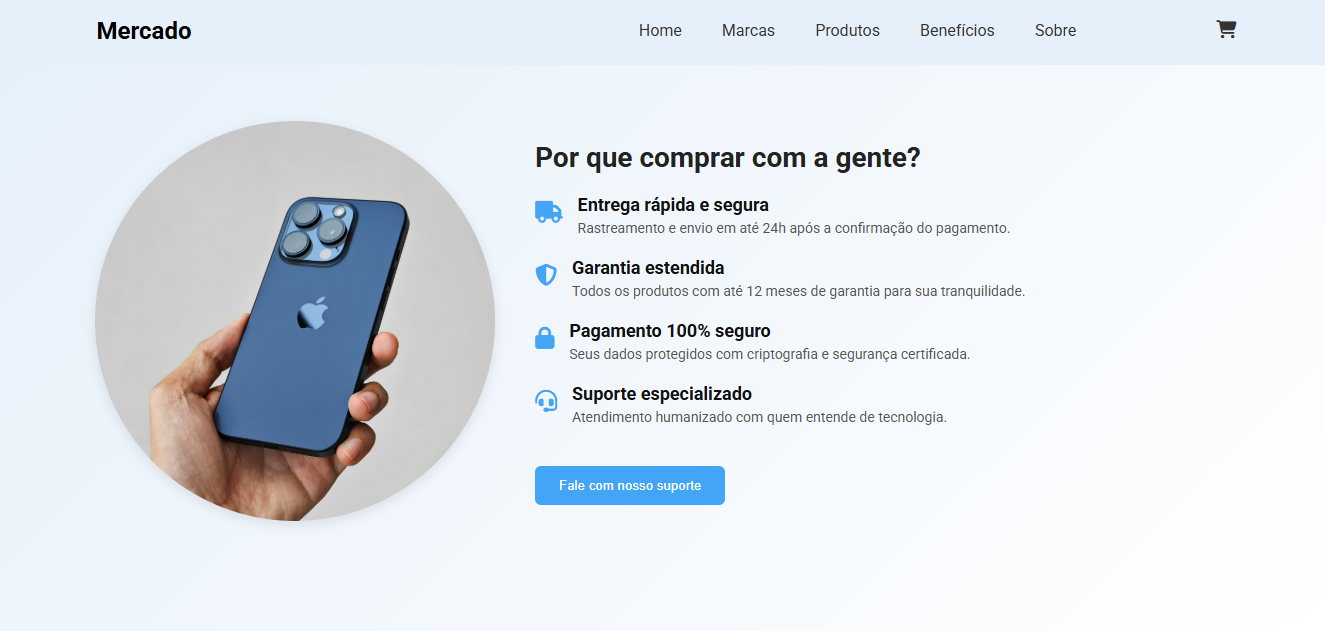 Mercado
Home
Marcas
Produtos
Benefícios
Sobre
Por que comprar com a gente?
Entrega rápida e segura
Rastreamento e envio em até 24h após a confirmação do pagamento.
Garantia estendida
Todos os produtos com até 12 meses de garantia para sua tranquilidade.
Pagamento 100% seguro
Seus dados protegidos com criptografia e segurança certificada.
Suporte especializado
Atendimento humanizado com quem entende de tecnologia.
Fale com nosso suporte